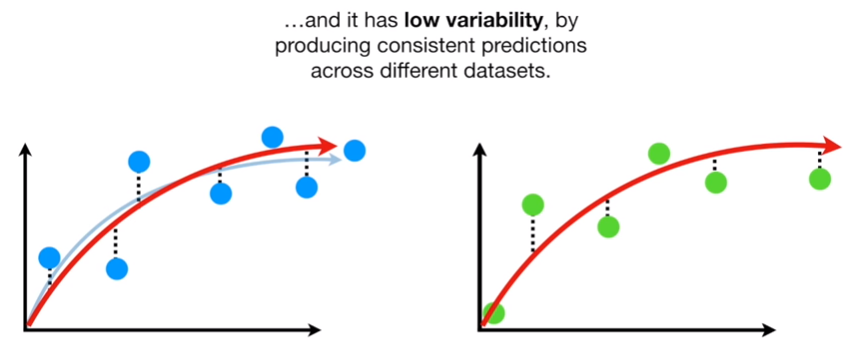 …and it has low variability, by
producing consistent predictions
across different datasets.